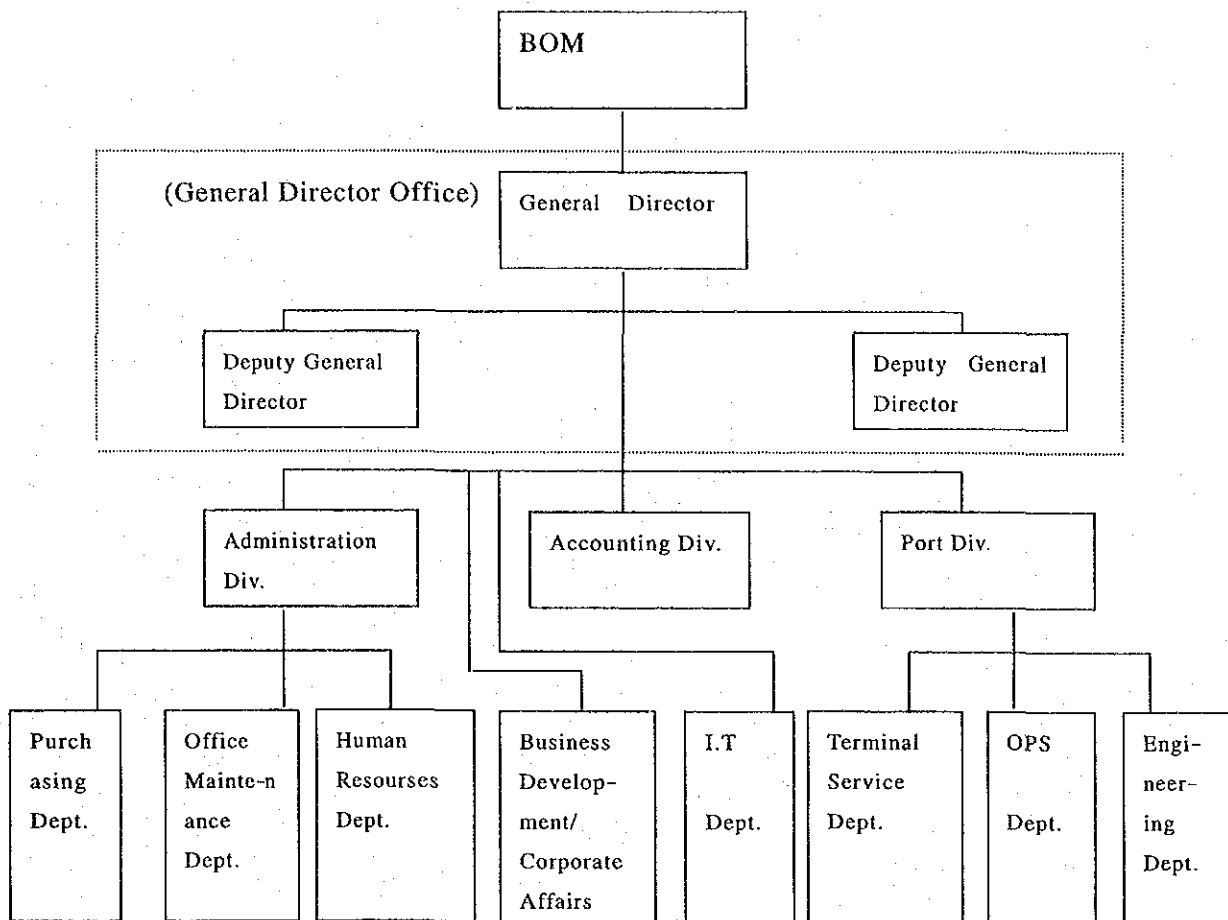 BOM
(General Director Office)
General Director
Deputy General
Director
Deputy General
Director
Administration
Div.
Accounting Div.
Port Div.
Purch
asing
Dept.
Office
Mainte-n
ance
Dept.
Human
Resourses
Dept.
Business
Develop-
ment/
Corporate
Affairs
I.T
Dept.
Terminal
Service
Dept.
OPS
Dept.
Engi-
neer-
ing
Dept.